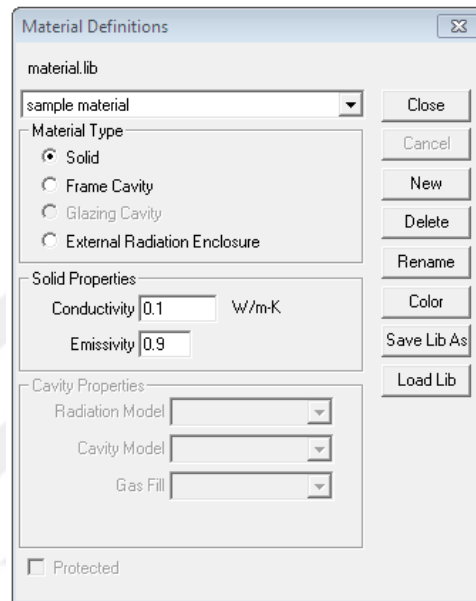 Material Definitions
material.lib
sample material
Close
Material Type
Cancel
Solid
Frame Cavity
New
Glazing Cavity
Delete
External Radiation Enclosure
Rename
Solid Properties
Color
Conductivity 0.1 W/m-K
Emissivity 0.9
Save Lib As
Cavity Properties
Load Lib
Radiation Model
Cavity Model
Gas Fill
Protected